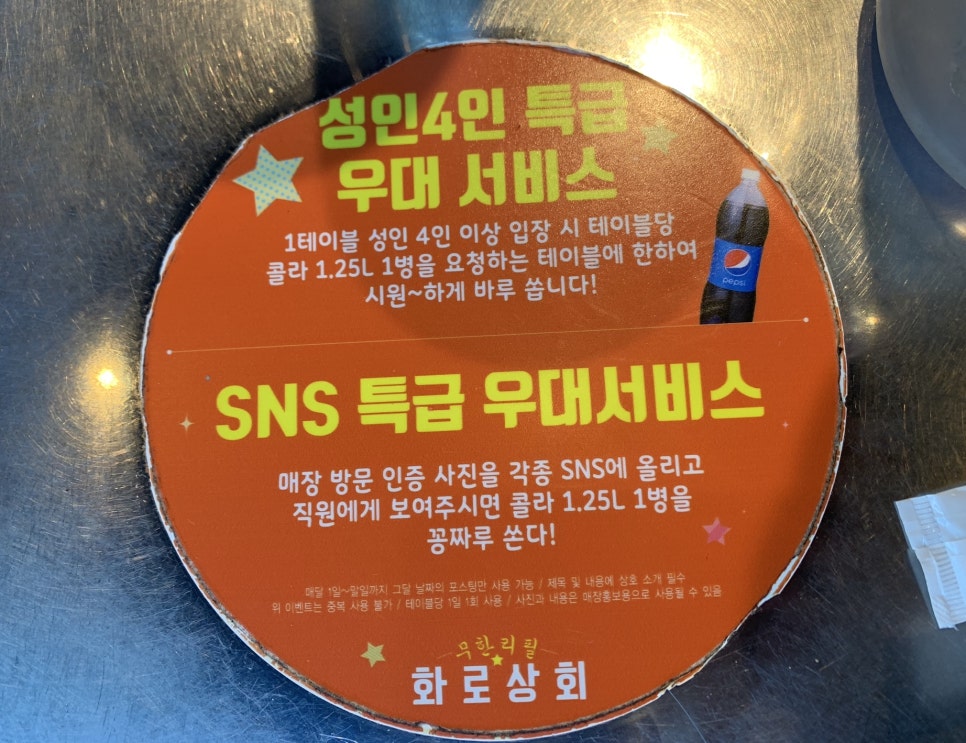 성인4인 특급
우대 서비스
1테이블 성인 4인 이상 입장 시 테이블당
콜라 1.25L 1병을 요청하는 테이블에 한하여
시원~하게 바루 쏩니다!
pepsi
SNS 특급 우대서비스
매장 방문 인증 사진을 각종 SNS에 올리고
직원에게 보여주시면 콜라 1.25L 1병을
꽁짜루 쏜다!
매달 1일~말일까지 그달 날짜의 포스팅만 사용 가능 / 제목 및 내용에 상호 소개 필수
위 이벤트는 중복 사용 불가 / 테이블당 1일 1회 사용 / 사진과 내용은 매장홍보용으로 사용될 수 있음
무한리필
화로상회